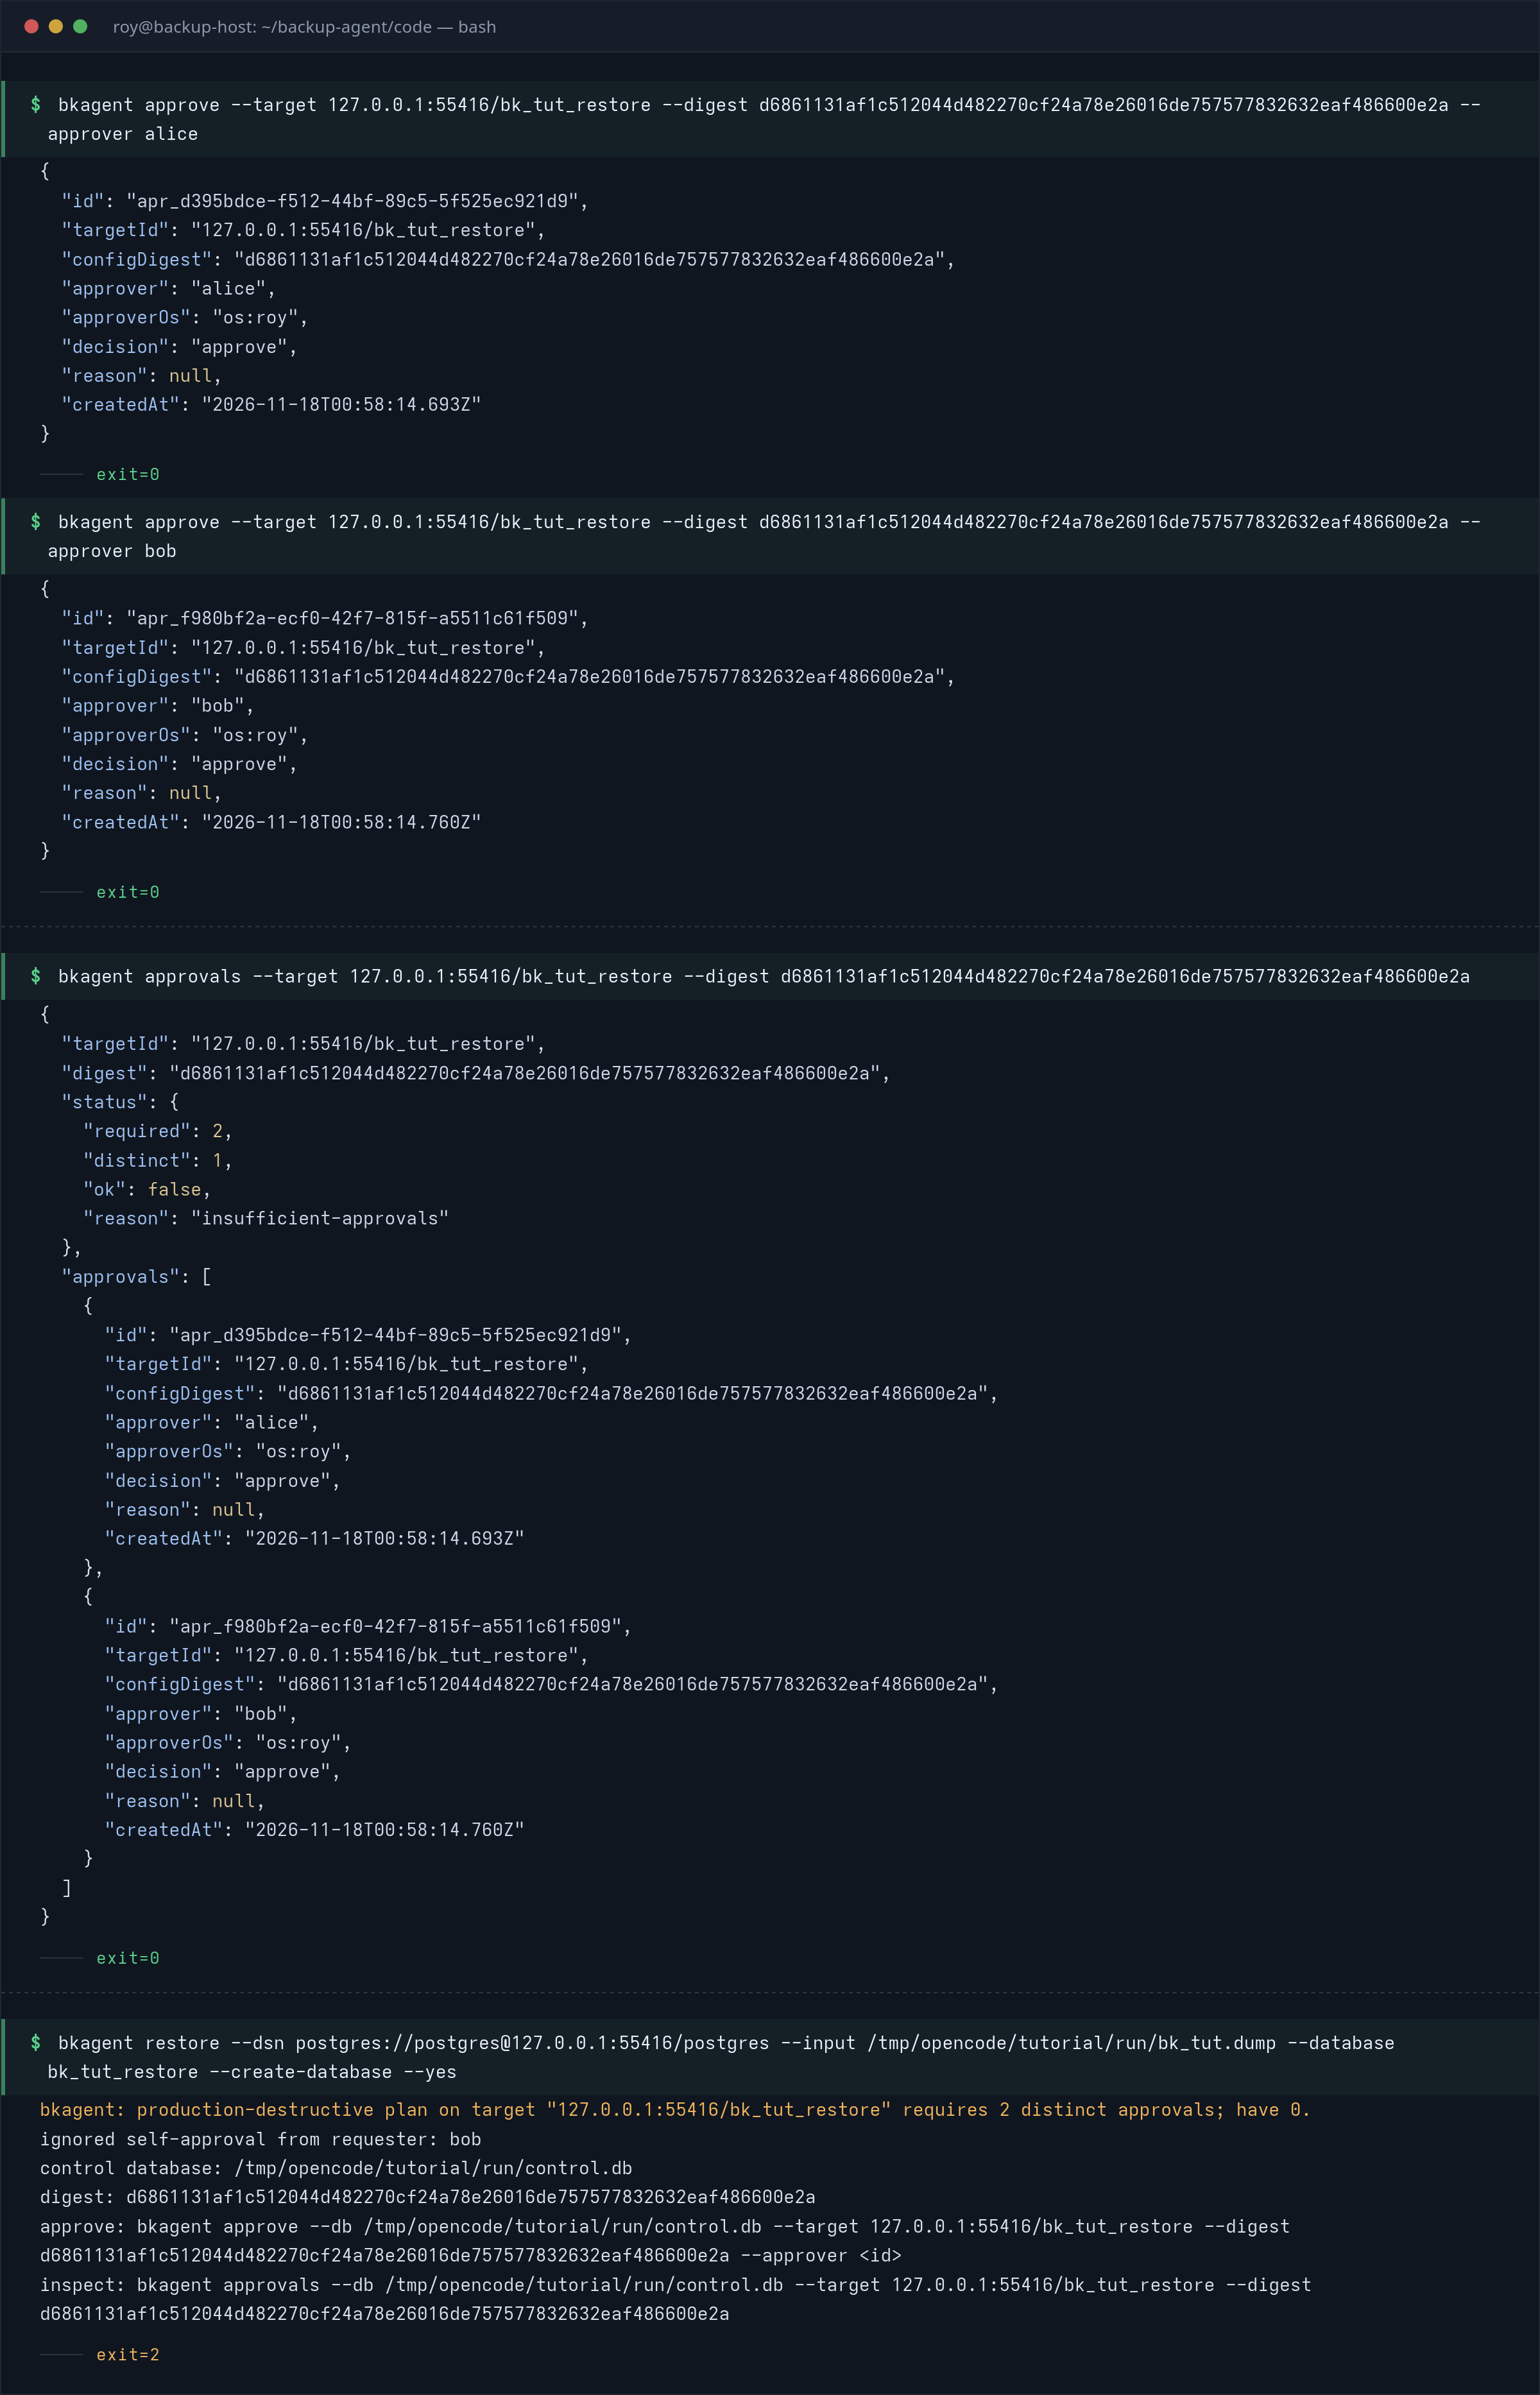 roy@backup-host: ~/backup-agent/code — bash
$ bkagent approve --target 127.0.0.1:55416/bk_tut_restore --digest d6861131af1c512044d482270cf24a78e26016de757577832632eaf486600e2a --
approver alice
{
  "id": "apr_d395bdce-f512-44bf-89c5-5f525ec921d9",
  "targetId": "127.0.0.1:55416/bk_tut_restore",
  "configDigest": "d6861131af1c512044d482270cf24a78e26016de757577832632eaf486600e2a",
  "approver": "alice",
  "approverOs": "os:roy",
  "decision": "approve",
  "reason": null,
  "createdAt": "2026-11-18T00:58:14.693Z"
}
exit=0
$ bkagent approve --target 127.0.0.1:55416/bk_tut_restore --digest d6861131af1c512044d482270cf24a78e26016de757577832632eaf486600e2a --
approver bob
{
  "id": "apr_f980bf2a-ecf0-42f7-815f-a5511c61f509",
  "targetId": "127.0.0.1:55416/bk_tut_restore",
  "configDigest": "d6861131af1c512044d482270cf24a78e26016de757577832632eaf486600e2a",
  "approver": "bob",
  "approverOs": "os:roy",
  "decision": "approve",
  "reason": null,
  "createdAt": "2026-11-18T00:58:14.760Z"
}
exit=0
$ bkagent approvals --target 127.0.0.1:55416/bk_tut_restore --digest d6861131af1c512044d482270cf24a78e26016de757577832632eaf486600e2a
{
  "targetId": "127.0.0.1:55416/bk_tut_restore",
  "digest": "d6861131af1c512044d482270cf24a78e26016de757577832632eaf486600e2a",
  "status": {
    "required": 2,
    "distinct": 1,
    "ok": false,
    "reason": "insufficient-approvals"
  },
  "approvals": [
    {
      "id": "apr_d395bdce-f512-44bf-89c5-5f525ec921d9",
      "targetId": "127.0.0.1:55416/bk_tut_restore",
      "configDigest": "d6861131af1c512044d482270cf24a78e26016de757577832632eaf486600e2a",
      "approver": "alice",
      "approverOs": "os:roy",
      "decision": "approve",
      "reason": null,
      "createdAt": "2026-11-18T00:58:14.693Z"
    },
    {
      "id": "apr_f980bf2a-ecf0-42f7-815f-a5511c61f509",
      "targetId": "127.0.0.1:55416/bk_tut_restore",
      "configDigest": "d6861131af1c512044d482270cf24a78e26016de757577832632eaf486600e2a",
      "approver": "bob",
      "approverOs": "os:roy",
      "decision": "approve",
      "reason": null,
      "createdAt": "2026-11-18T00:58:14.760Z"
    }
  ]
}
exit=0
$ bkagent restore --dsn postgres://postgres@127.0.0.1:55416/postgres --input /tmp/opencode/tutorial/run/bk_tut.dump --database
bk_tut_restore --create-database --yes
bkagent: production-destructive plan on target "127.0.0.1:55416/bk_tut_restore" requires 2 distinct approvals; have 0.
ignored self-approval from requester: bob
control database: /tmp/opencode/tutorial/run/control.db
digest: d6861131af1c512044d482270cf24a78e26016de757577832632eaf486600e2a
approve: bkagent approve --db /tmp/opencode/tutorial/run/control.db --target 127.0.0.1:55416/bk_tut_restore --digest
d6861131af1c512044d482270cf24a78e26016de757577832632eaf486600e2a --approver <id>
inspect: bkagent approvals --db /tmp/opencode/tutorial/run/control.db --target 127.0.0.1:55416/bk_tut_restore --digest
d6861131af1c512044d482270cf24a78e26016de757577832632eaf486600e2a
exit=2